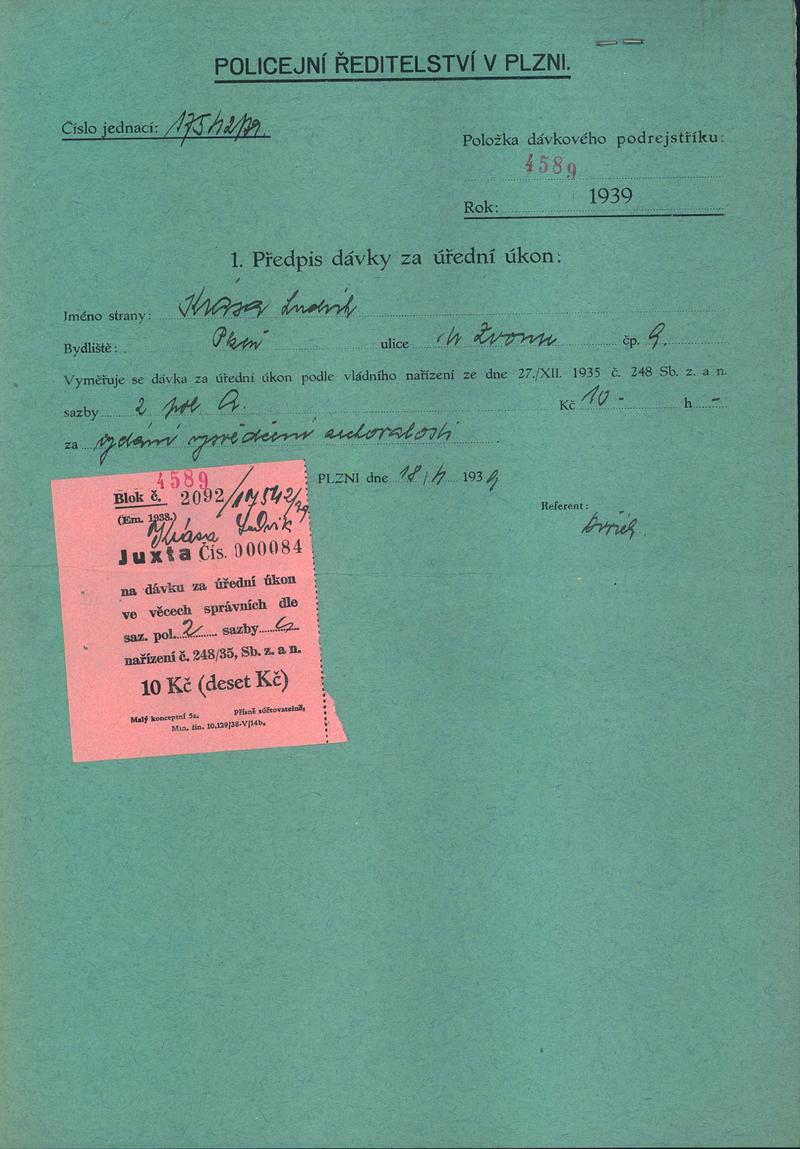 POLICEJNÍ ŘEDITELSTVÍ V PLZNI.
Číslo jednací: 17542/39.
Položka dávkového podrejstříku:
4589
Rok: 1939
1. Předpis dávky za úřední úkon:
Jméno strany: Krása Ludvík
Bydliště: Plzeň ulice U Zvonu čp. 9.
Vyměřuje se dávka za úřední úkon podle vládního nařízení ze dne 27./XII. 1935 č. 248 Sb. z. a n.
sazby 2 pol A. Kč 10 - h -
za vydání vysvědčení zachovalosti
PLZNI dne 18/4 1939
Referent:
4589
Blok č. 2092/17542/39
(Em. 1938.)
Krása Ludvík
Juxta Čís. 000084
na dávku za úřední úkon
ve věcech správních dle
saz. pol. 2 sazby
nařízení č. 248/35, Sb. z. a n.
10 Kč (deset Kč)
Malý konceptní 5a. Přísně súčtovatelné.
Min. fin. 10.129/38-V/14b.